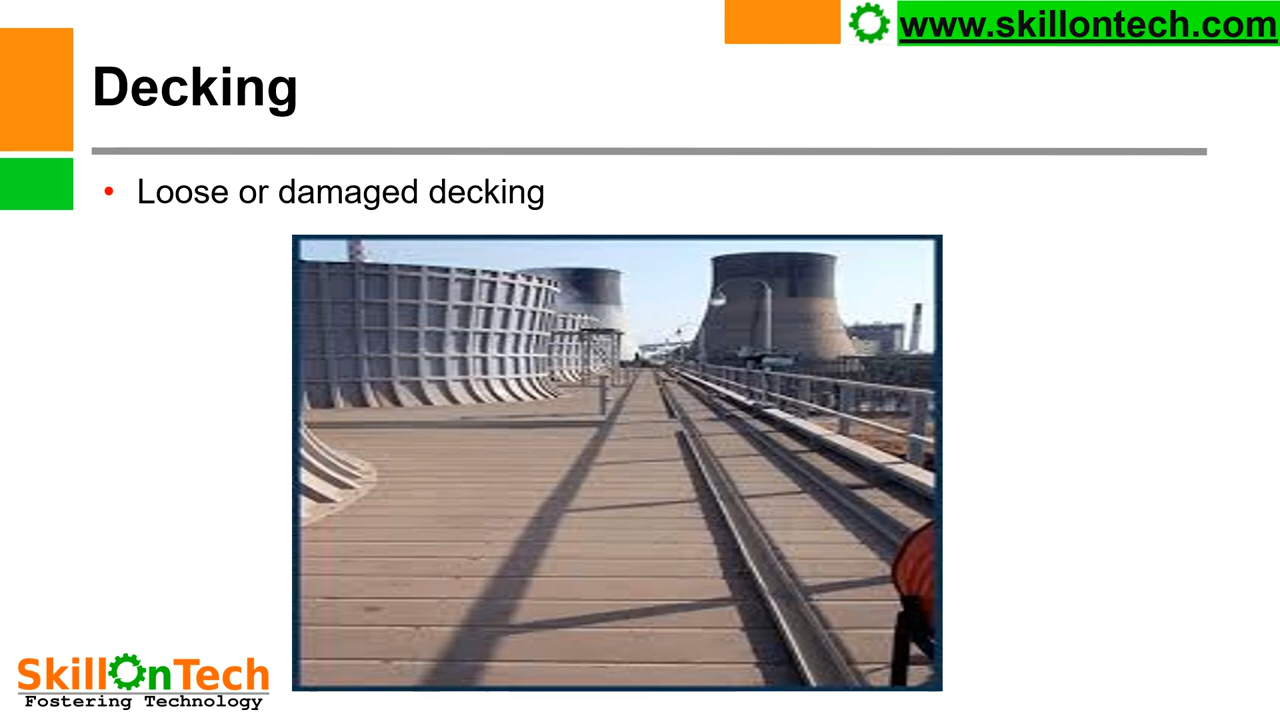 www.skillontech.com
Decking
• Loose or damaged decking
SkillOnTech
Fostering Technology